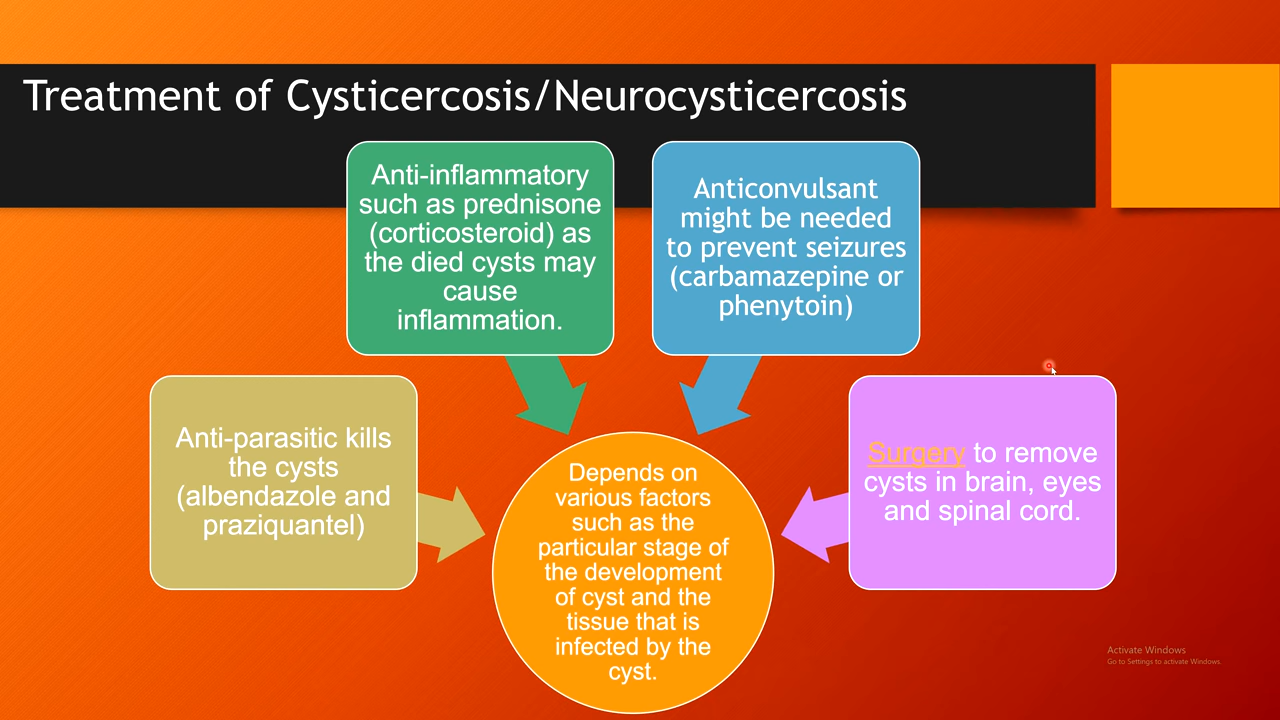 Treatment of Cysticercosis/Neurocysticercosis
Anti-inflammatory
such as prednisone
(corticosteroid) as
the died cysts may
cause
inflammation.
Anticonvulsant
might be needed
to prevent seizures
(carbamazepine or
phenytoin)
Anti-parasitic kills
the cysts
(albendazole and
praziquantel)
Depends on
various factors
such as the
particular stage of
the development
of cyst and the
tissue that is
infected by the
cyst.
Surgery to remove
cysts in brain, eyes
and spinal cord.
Activate Windows
Go to Settings to activate Windows.